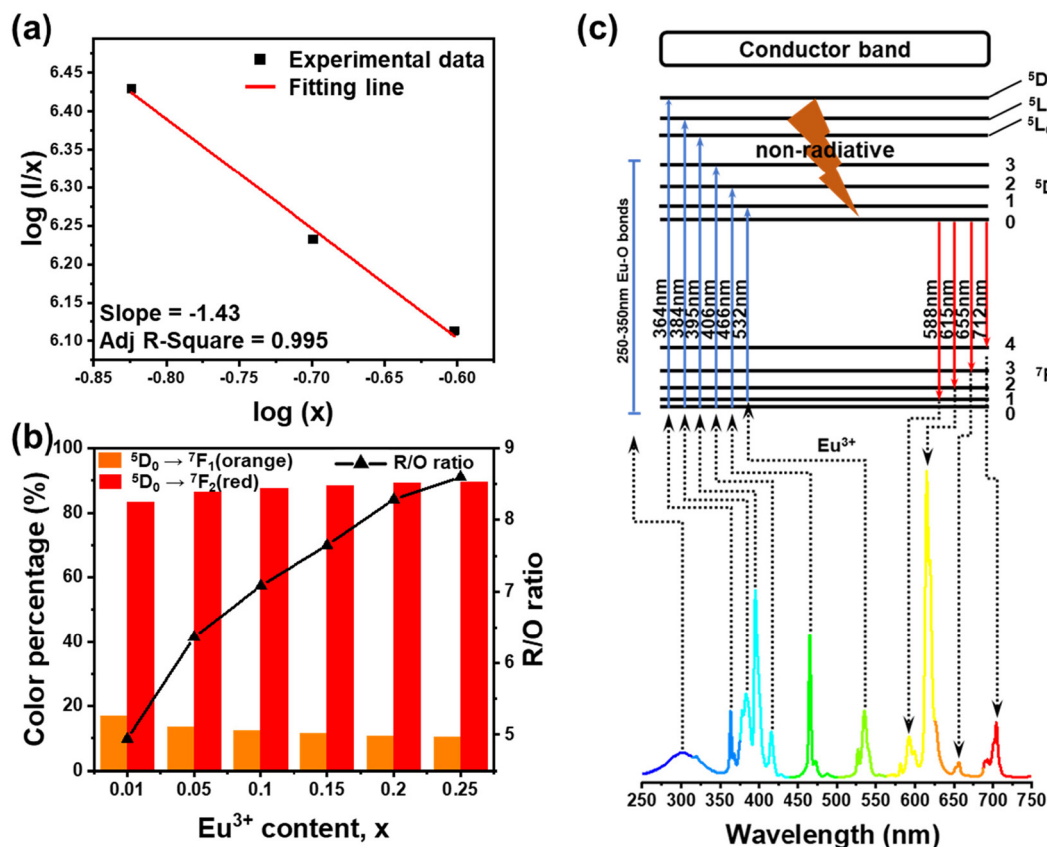 (a)
Experimental data
Fitting line
6.45
6.40
6.35
6.30
6.25
6.20
6.15
6.10
log (I/x)
Slope = -1.43
Adj R-Square = 0.995
-0.85
-0.80
-0.75
-0.70
-0.65
-0.60
log (x)
(b)
⁵D₀ → ⁷F₁(orange)
⁵D₀ → ⁷F₂(red)
R/O ratio
100
80
60
40
20
0
Color percentage (%)
9
8
7
6
5
R/O ratio
0.01
0.05
0.1
0.15
0.2
0.25
Eu³⁺ content, x
(c)
Conductor band
⁵D
⁵L
⁵L
non-radiative
3
2
1
0
⁵D
250-350nm Eu-O bonds
364nm
384nm
395nm
406nm
466nm
532nm
588nm
615nm
655nm
712nm
4
3
2
1
0
⁷F
Eu³⁺
250
300
350
400
450
500
550
600
650
700
750
Wavelength (nm)